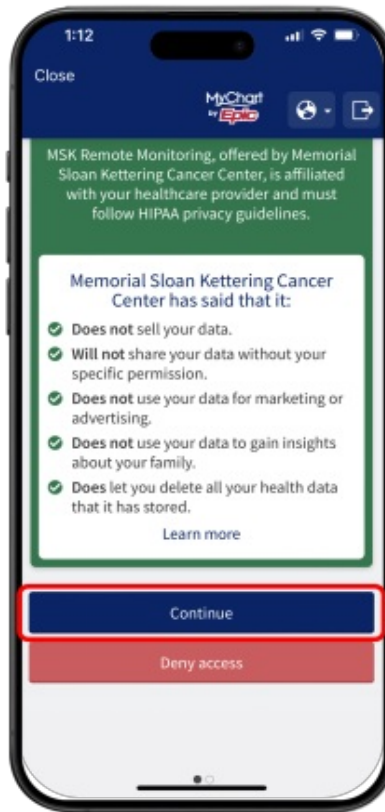 1:12
Close
MyChart
by Epic
MSK Remote Monitoring, offered by Memorial
Sloan Kettering Cancer Center, is affiliated
with your healthcare provider and must
follow HIPAA privacy guidelines.
Memorial Sloan Kettering Cancer
Center has said that it:
Does not sell your data.
Will not share your data without your
specific permission.
Does not use your data for marketing or
advertising.
Does not use your data to gain insights
about your family.
Does let you delete all your health data
that it has stored.
Learn more
Continue
Deny access